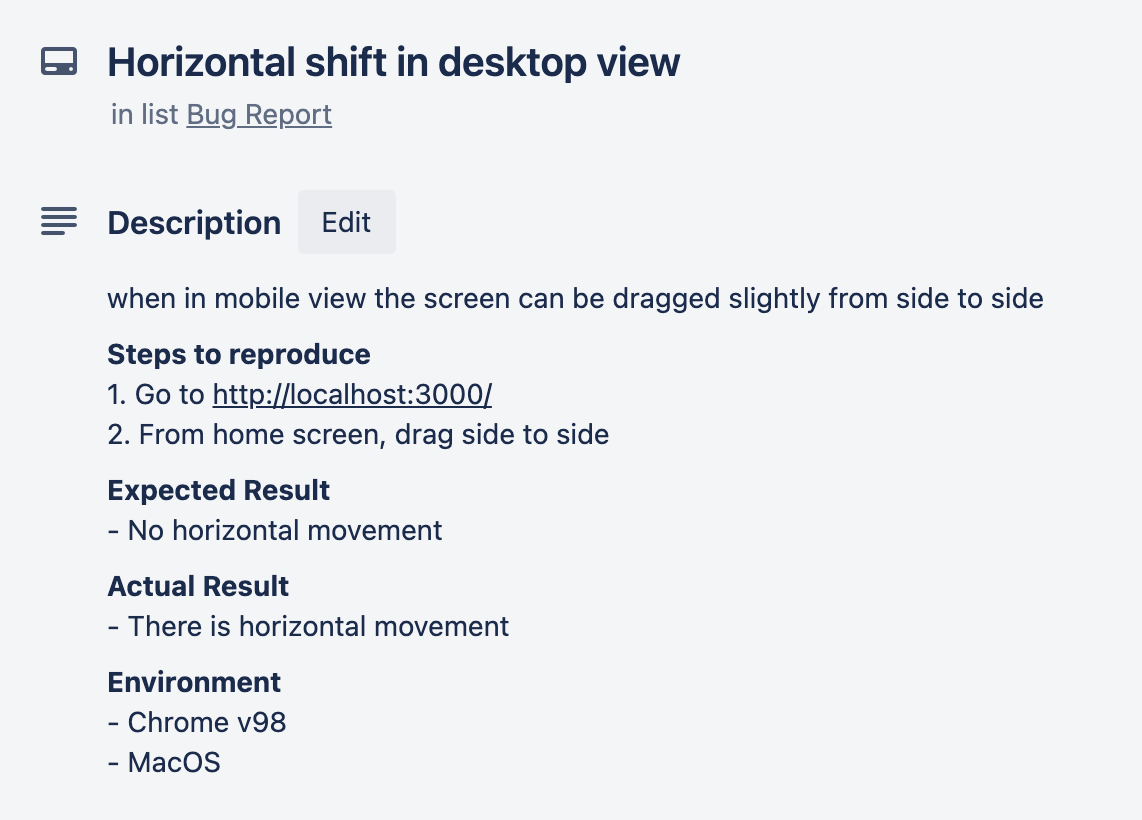 Horizontal shift in desktop view
in list Bug Report
Description Edit
when in mobile view the screen can be dragged slightly from side to side
Steps to reproduce
1. Go to http://localhost:3000/
2. From home screen, drag side to side
Expected Result
- No horizontal movement
Actual Result
- There is horizontal movement
Environment
- Chrome v98
- MacOS